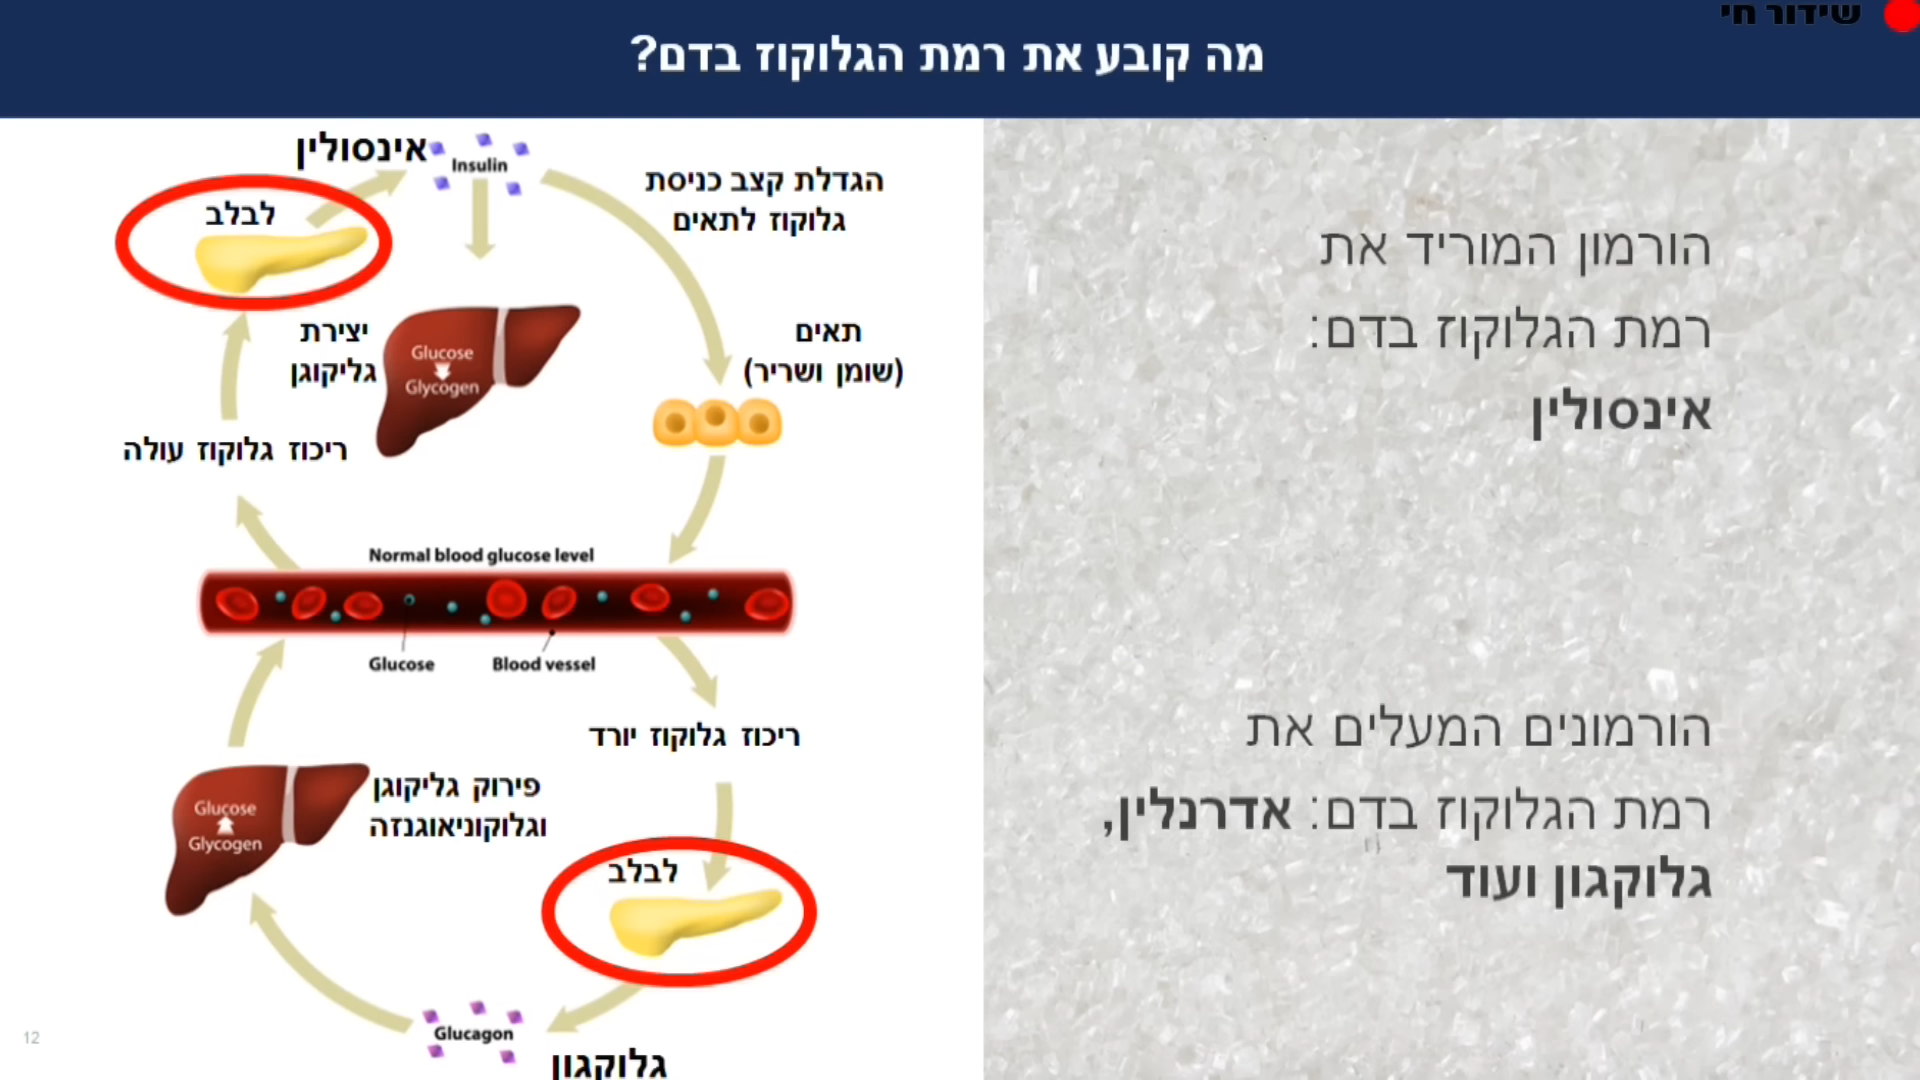 שידור חי
מה קובע את רמת הגלוקוז בדם?
הורמון המוריד את
רמת הגלוקוז בדם:
אינסולין
הורמונים המעלים את
רמת הגלוקוז בדם: אדרנלין,
גלוקגון ועוד
אינסולין
Insulin
הגדלת קצב כניסת
גלוקוז לתאים
לבלב
יצירת
גליקוגן
Glucose
Glycogen
תאים
(שומן ושריר)
ריכוז גלוקוז עולה
Normal blood glucose level
Glucose
Blood vessel
ריכוז גלוקוז יורד
פירוק גליקוגן
וגלוקוניאוגנזה
Glucose
Glycogen
לבלב
Glucagon
גלוקגון
12